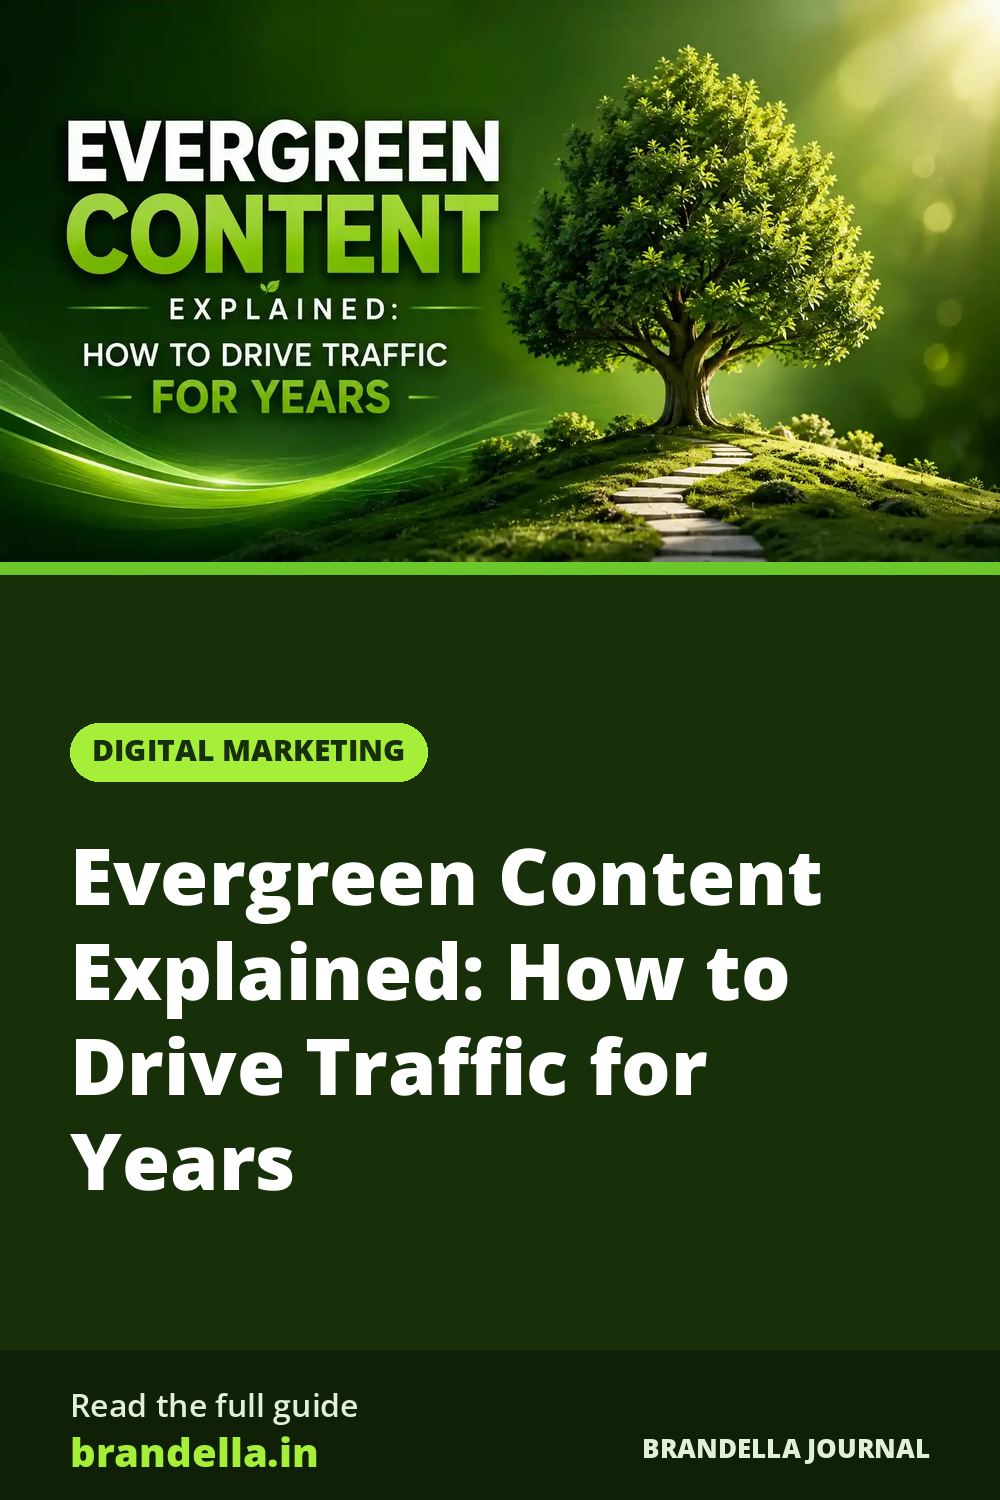 EVERGREEN
CONTENT
EXPLAINED:
HOW TO DRIVE TRAFFIC
FOR YEARS
DIGITAL MARKETING
Evergreen Content
Explained: How to
Drive Traffic for
Years
Read the full guide
brandella.in
BRANDELLA JOURNAL